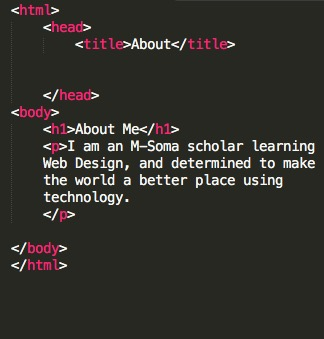 <html>
<head>
<title>About</title>
</head>
<body>
<h1>About Me</h1>
<p>I am an M-Soma scholar learning
Web Design, and determined to make
the world a better place using
technology.
</p>
</body>
</html>